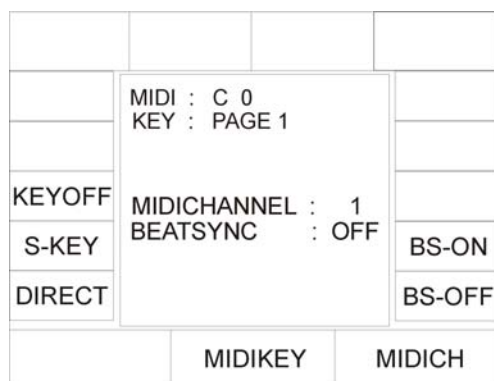 MIDI : C 0
KEY : PAGE 1
KEYOFF
MIDICHANNEL : 1
S-KEY
BEATSYNC : OFF
BS-ON
DIRECT
BS-OFF
MIDIKEY
MIDICH